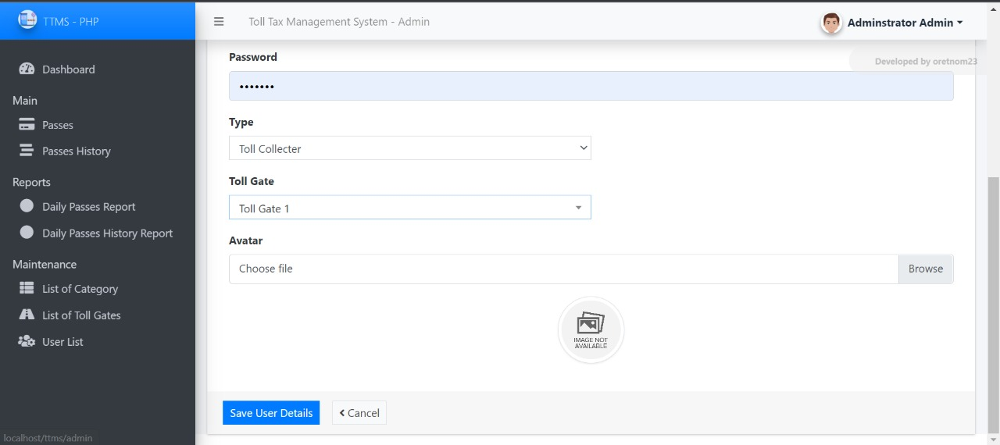 TTMS - PHP
Toll Tax Management System - Admin
Adminstrator Admin
Developed by oretnom23
Dashboard
Main
Passes
Passes History
Reports
Daily Passes Report
Daily Passes History Report
Maintenance
List of Category
List of Toll Gates
User List
Password
•••••••
Type
Toll Collecter
Toll Gate
Toll Gate 1
Avatar
Choose file
Browse
IMAGE NOT
AVAILABLE
Save User Details
Cancel
localhost/ttms/admin